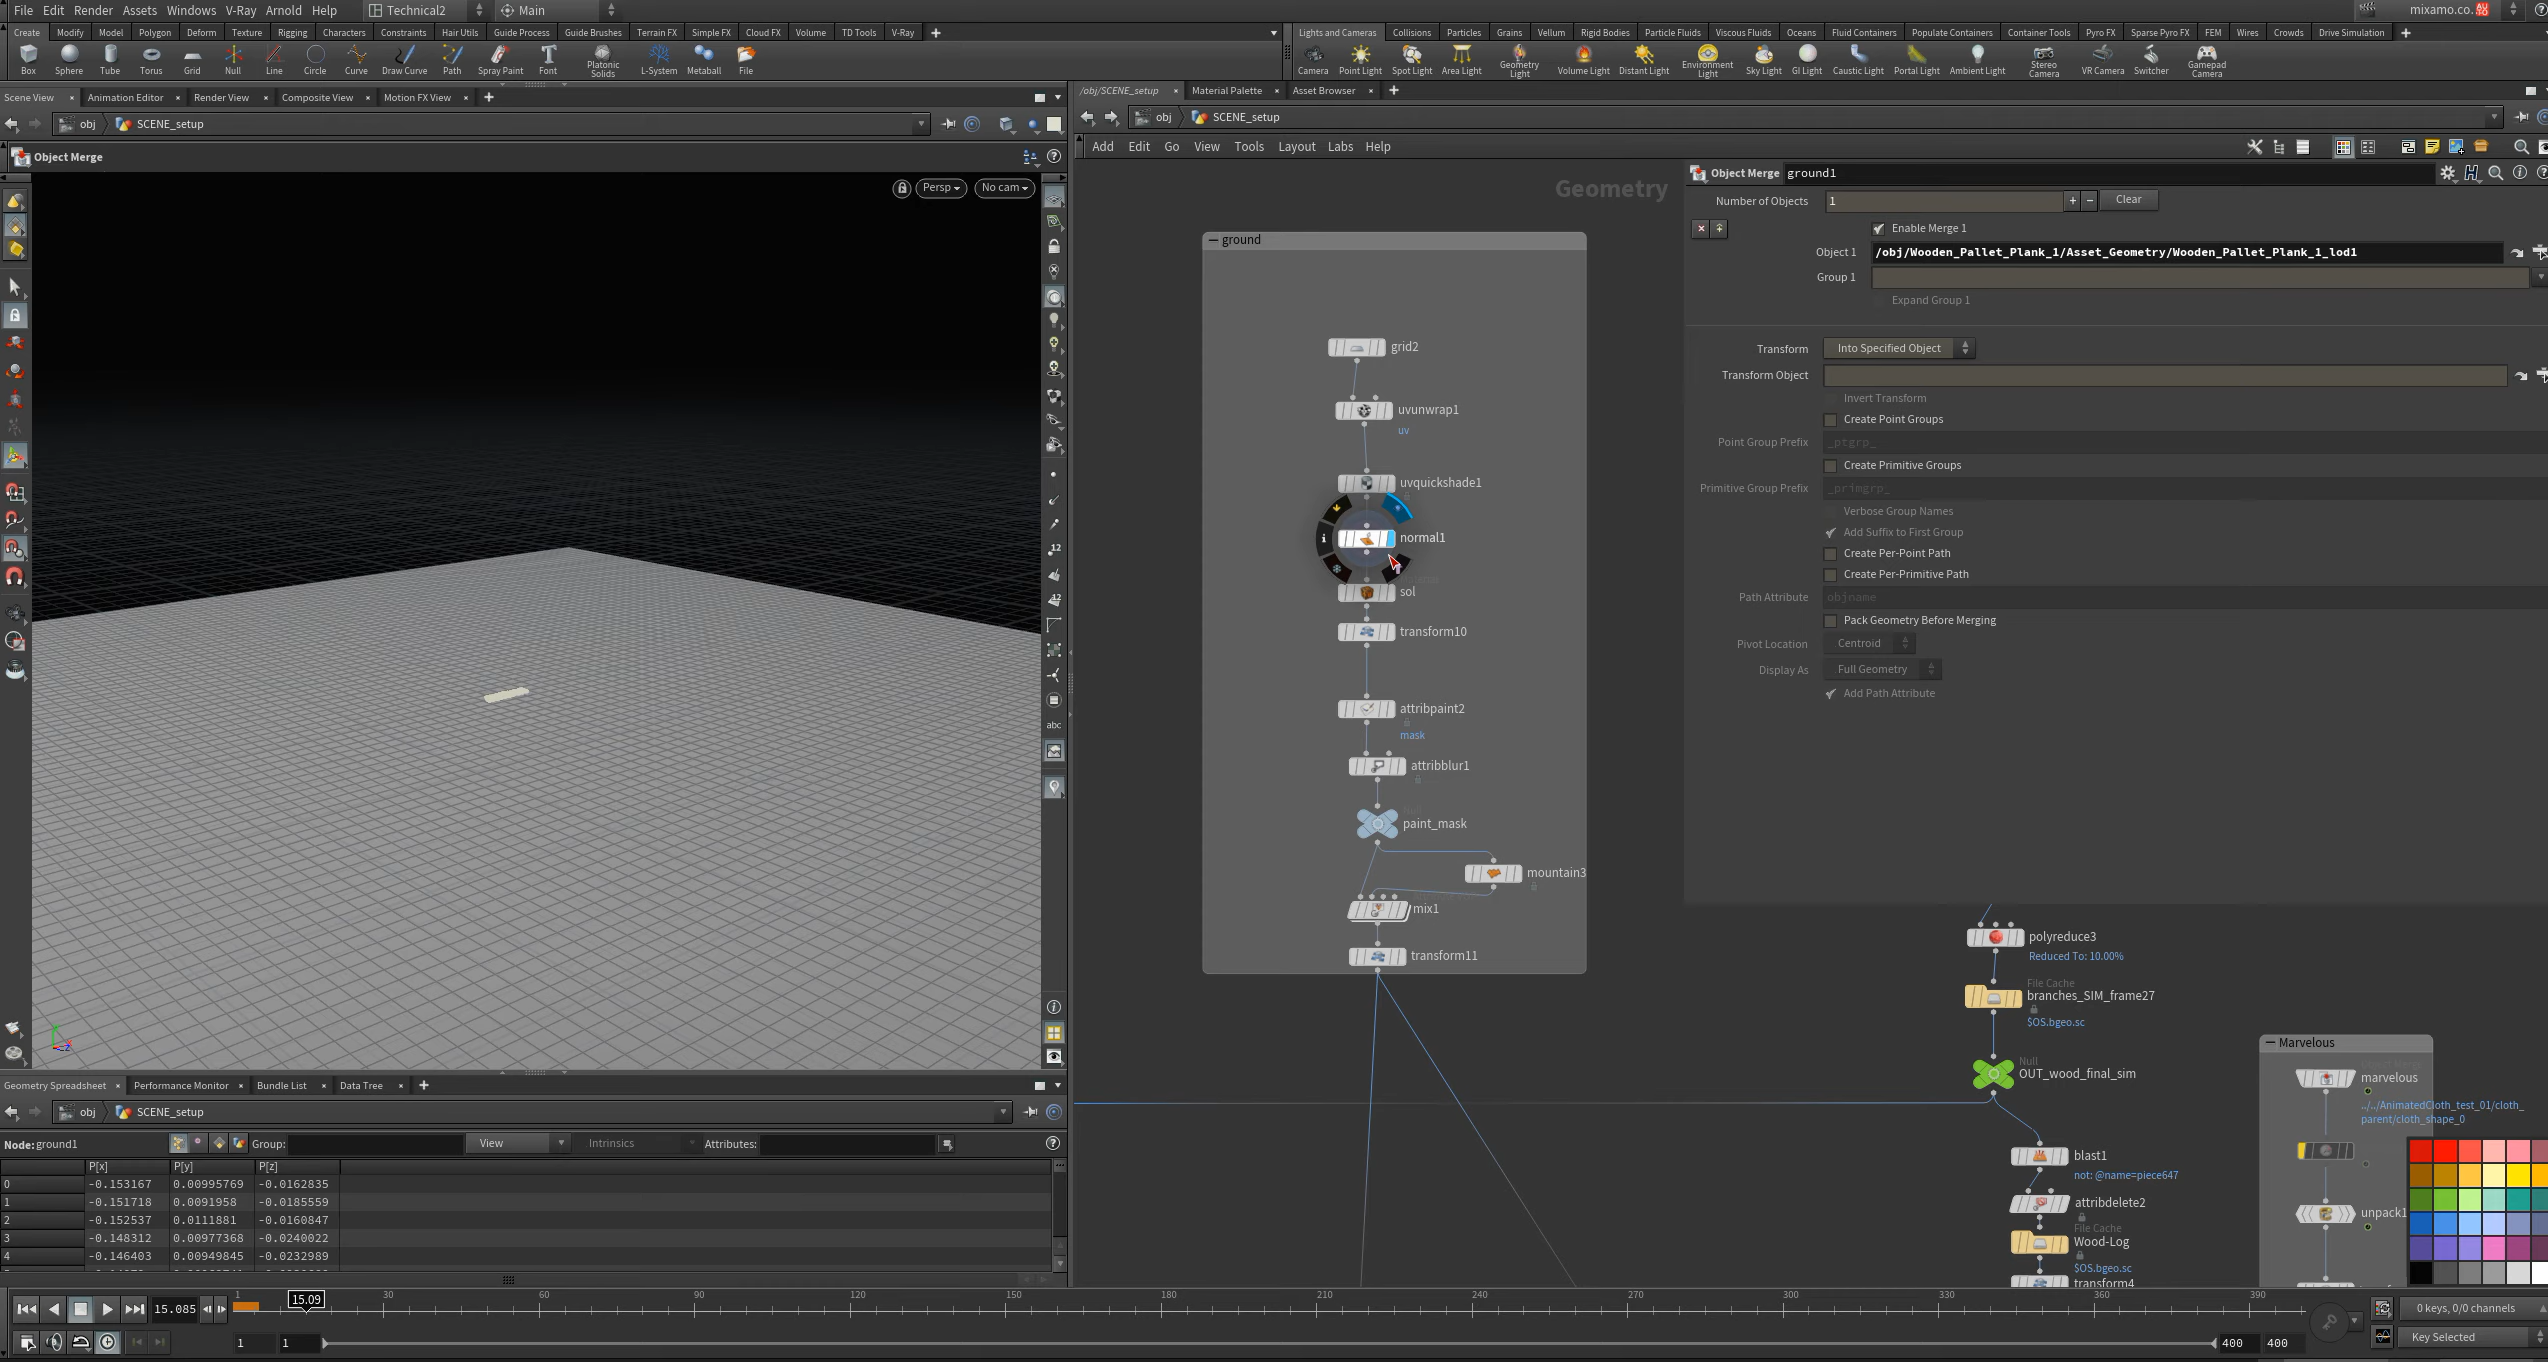 File Edit Render Assets Windows V-Ray Arnold Help Technical2 Main mixamo.co.
Create Modify Model Polygon Deform Texture Rigging Characters Constraints Hair Utils Guide Process Guide Brushes Terrain FX Simple FX Cloud FX Volume TD Tools V-Ray
Box Sphere Tube Torus Grid Null Line Circle Curve Draw Curve Path Spray Paint Font Platonic Solids L-System Metaball File
Lights and Cameras Collisions Particles Grains Vellum Rigid Bodies Particle Fluids Viscous Fluids Oceans Fluid Containers Populate Containers Container Tools Pyro FX Sparse Pyro FX FEM Wires Crowds Drive Simulation
Camera Point Light Spot Light Area Light Geometry Light Volume Light Distant Light Environment Light Sky Light GI Light Caustic Light Portal Light Ambient Light Stereo Camera VR Camera Switcher Gamepad Camera
Scene View Animation Editor Render View Composite View Motion FX View
obj SCENE_setup
Object Merge
Persp No cam
12
12
abc
/obj/SCENE_setup Material Palette Asset Browser
obj SCENE_setup
Add Edit Go View Tools Layout Labs Help
Geometry
ground
grid2
uvunwrap1
uv
uvquickshade1
normal1
sol
transform10
attribpaint2
mask
attribblur1
paint_mask
mountain3
mix1
transform11
Object Merge ground1
Number of Objects 1 Clear
Enable Merge 1
Object 1 /obj/Wooden_Pallet_Plank_1/Asset_Geometry/Wooden_Pallet_Plank_1_lod1
Group 1
Expand Group 1
Transform Into Specified Object
Transform Object
Invert Transform
Create Point Groups
Point Group Prefix _ptgrp_
Create Primitive Groups
Primitive Group Prefix _primgrp_
Verbose Group Names
Add Suffix to First Group
Create Per-Point Path
Create Per-Primitive Path
Path Attribute objname
Pack Geometry Before Merging
Pivot Location Centroid
Display As Full Geometry
Add Path Attribute
polyreduce3
Reduced To: 10.00%
File Cache
branches_SIM_frame27
$OS.bgeo.sc
Null
OUT_wood_final_sim
blast1
not: @name=piece647
attribdelete2
File Cache
Wood-Log
$OS.bgeo.sc
transform4
Marvelous
marvelous
../../AnimatedCloth_test_01/cloth_
parent/cloth_shape_0
unpack1
Geometry Spreadsheet Performance Monitor Bundle List Data Tree
obj SCENE_setup
Node: ground1 Group: View Intrinsics Attributes:
P[x] P[y] P[z]
0 -0.153167 0.00995769 -0.0162835
1 -0.151718 0.0091958 -0.0185559
2 -0.152537 0.0111881 -0.0160847
3 -0.148312 0.00977368 -0.0240022
4 -0.146403 0.00949845 -0.0232989
15.085 1 15.09 30 60 90 120 150 180 210 240 270 300 330 360 390
0 keys, 0/0 channels
1 1 400 400 Key Selected